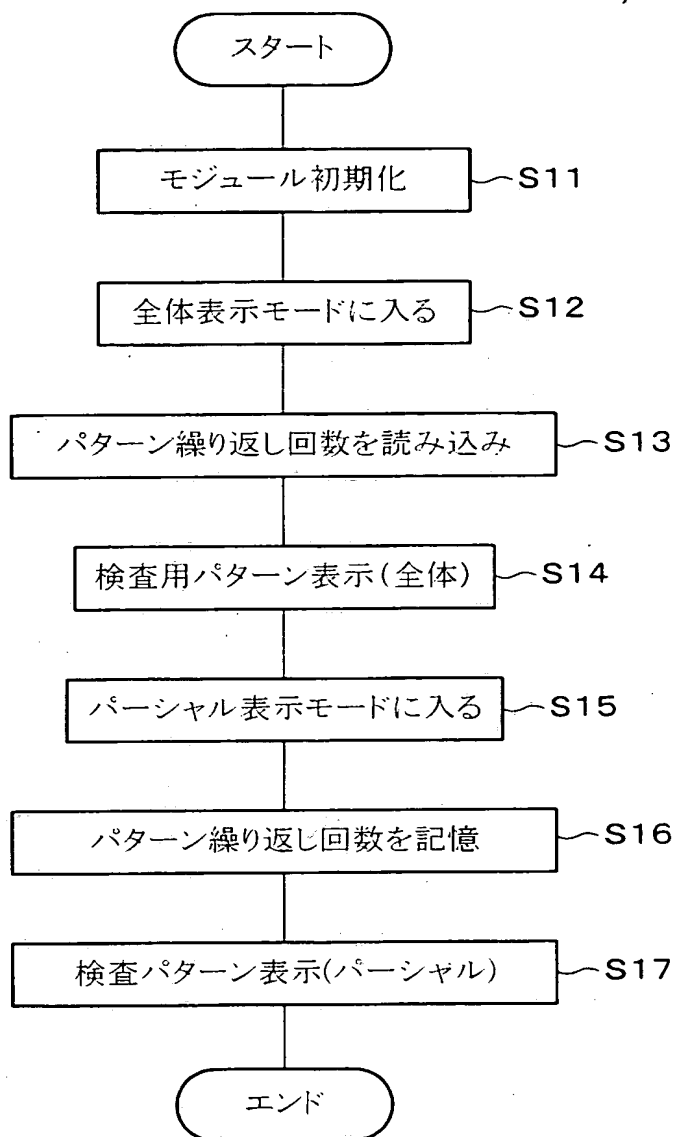 スタート
モジュール初期化 S11
全体表示モードに入る S12
パターン繰り返し回数を読み込み S13
検査用パターン表示(全体) S14
パーシャル表示モードに入る S15
パターン繰り返し回数を記憶 S16
検査パターン表示(パーシャル) S17
エンド